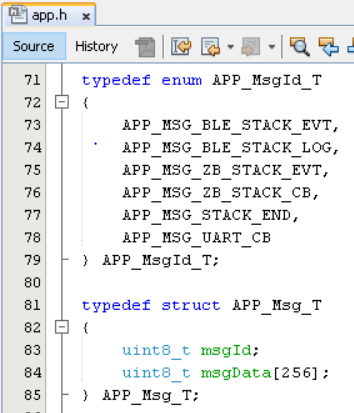 app.h x
Source History
71 typedef enum APP_MsgId_T
72 {
73 APP_MSG_BLE_STACK_EVT,
74 APP_MSG_BLE_STACK_LOG,
75 APP_MSG_ZB_STACK_EVT,
76 APP_MSG_ZB_STACK_CB,
77 APP_MSG_STACK_END,
78 APP_MSG_UART_CB
79 } APP_MsgId_T;
80
81 typedef struct APP_Msg_T
82 {
83 uint8_t msgId;
84 uint8_t msgData[256];
85 } APP_Msg_T;